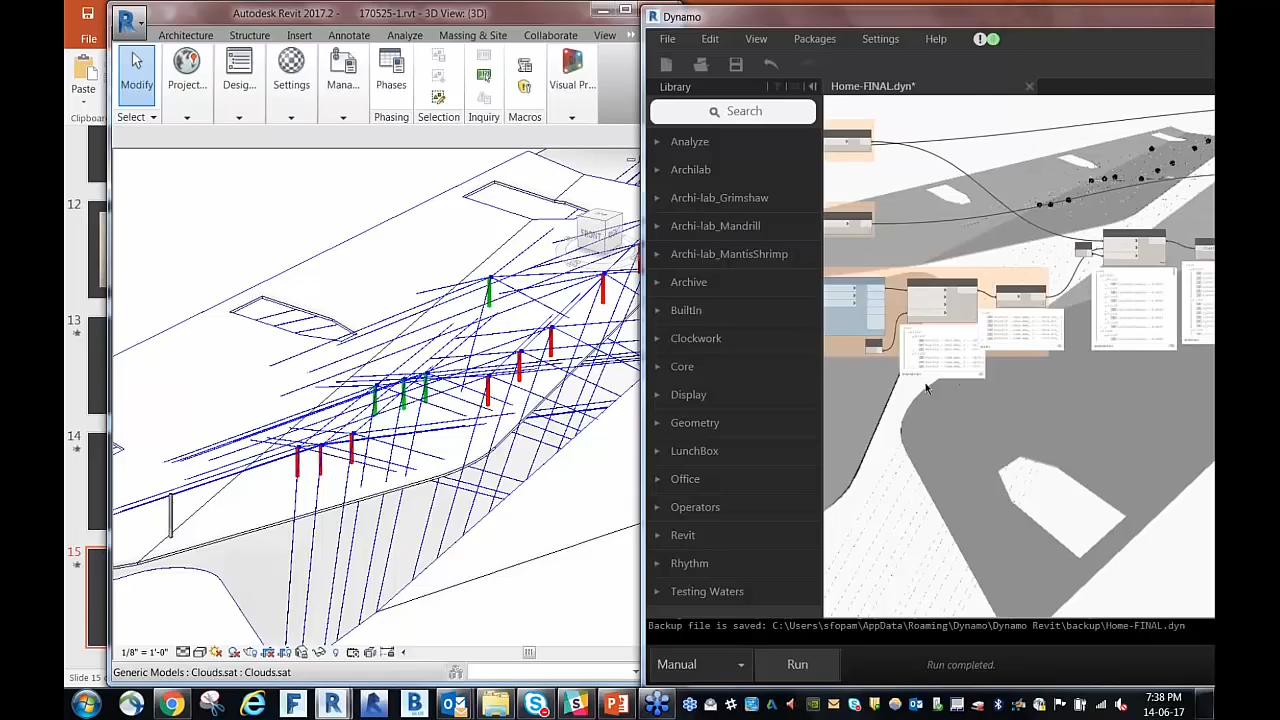 File
Paste
Clipboard
12
13
14
15
Slide 15
Autodesk Revit 2017.2 - 170525-1.rvt - 3D View: {3D}
Architecture Structure Insert Annotate Analyze Massing & Site Collaborate View
Modify Project... Desig... Settings Mana... Phases Visual Pr...
Select Phasing Selection Inquiry Macros
FRONT
1/8" = 1'-0"
Generic Models : Clouds.sat : Clouds.sat
Dynamo
File Edit View Packages Settings Help
Library
Home-FINAL.dyn*
Search
Analyze
Archilab
Archi-lab_Grimshaw
Archi-lab_Mandrill
Archi-lab_MantisShrimp
Archive
BuiltIn
Clockwork
Core
Display
Geometry
LunchBox
Office
Operators
Revit
Rhythm
Testing Waters
Backup file is saved: C:\Users\sfopam\AppData\Roaming\Dynamo\Dynamo Revit\backup\Home-FINAL.dyn
Manual Run Run completed.
7:38 PM
14-06-17